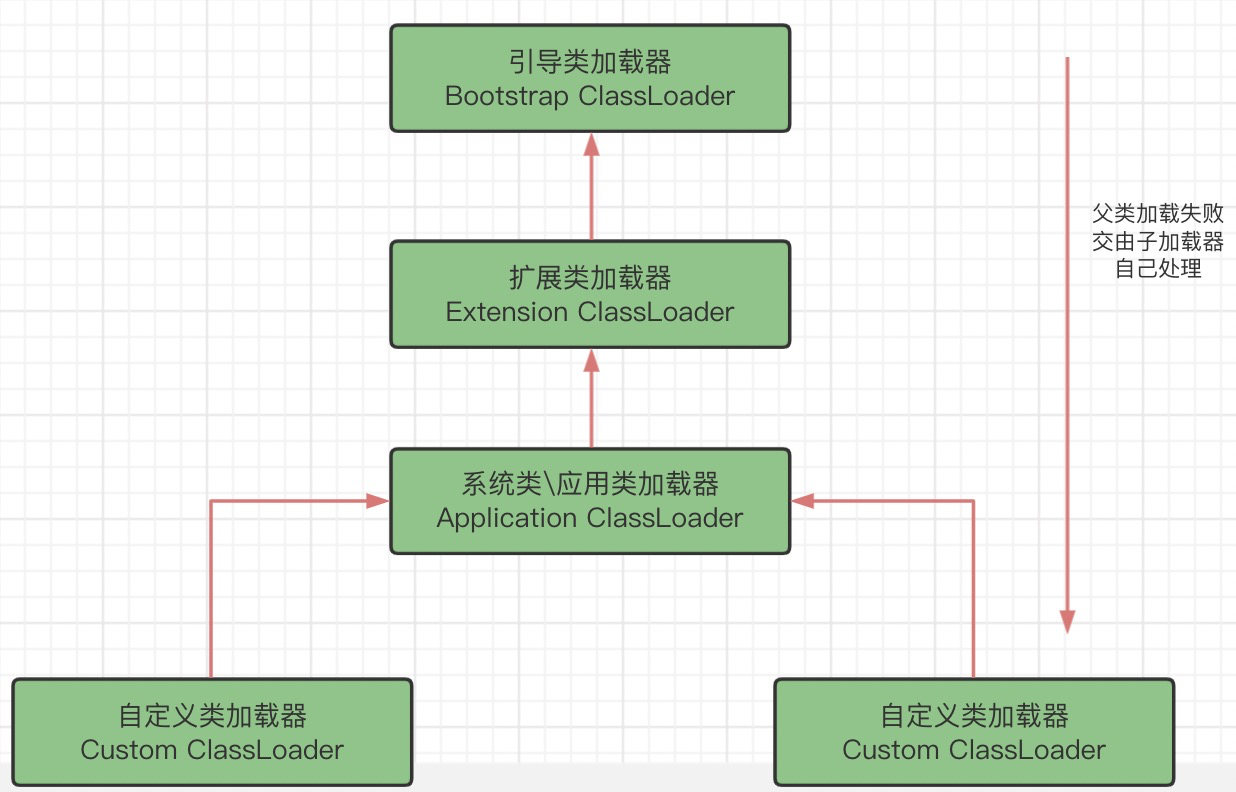 引导类加载器
Bootstrap ClassLoader
父类加载失败
交由子加载器
自己处理
扩展类加载器
Extension ClassLoader
系统类\应用类加载器
Application ClassLoader
自定义类加载器
Custom ClassLoader
自定义类加载器
Custom ClassLoader